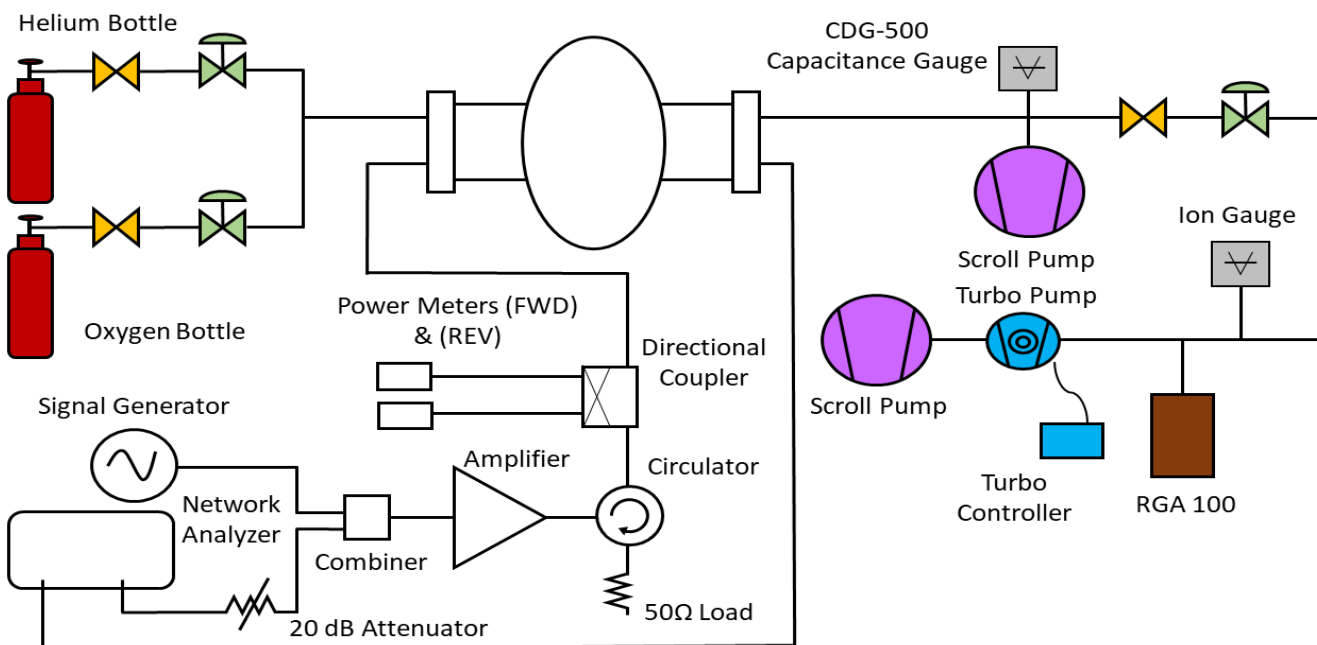 Helium Bottle
CDG-500
Capacitance Gauge
Scroll Pump
Ion Gauge
Oxygen Bottle
Power Meters (FWD)
& (REV)
Turbo Pump
Directional
Coupler
Scroll Pump
Signal Generator
Amplifier
Circulator
Network
Analyzer
Combiner
Turbo
Controller
RGA 100
20 dB Attenuator
50Ω Load